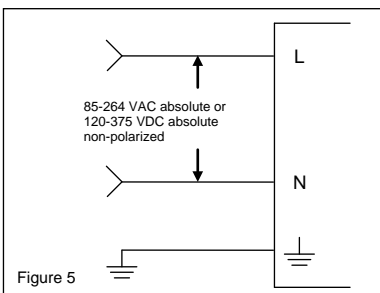 L
85-264 VAC absolute or
120-375 VDC absolute
non-polarized
N
Figure 5